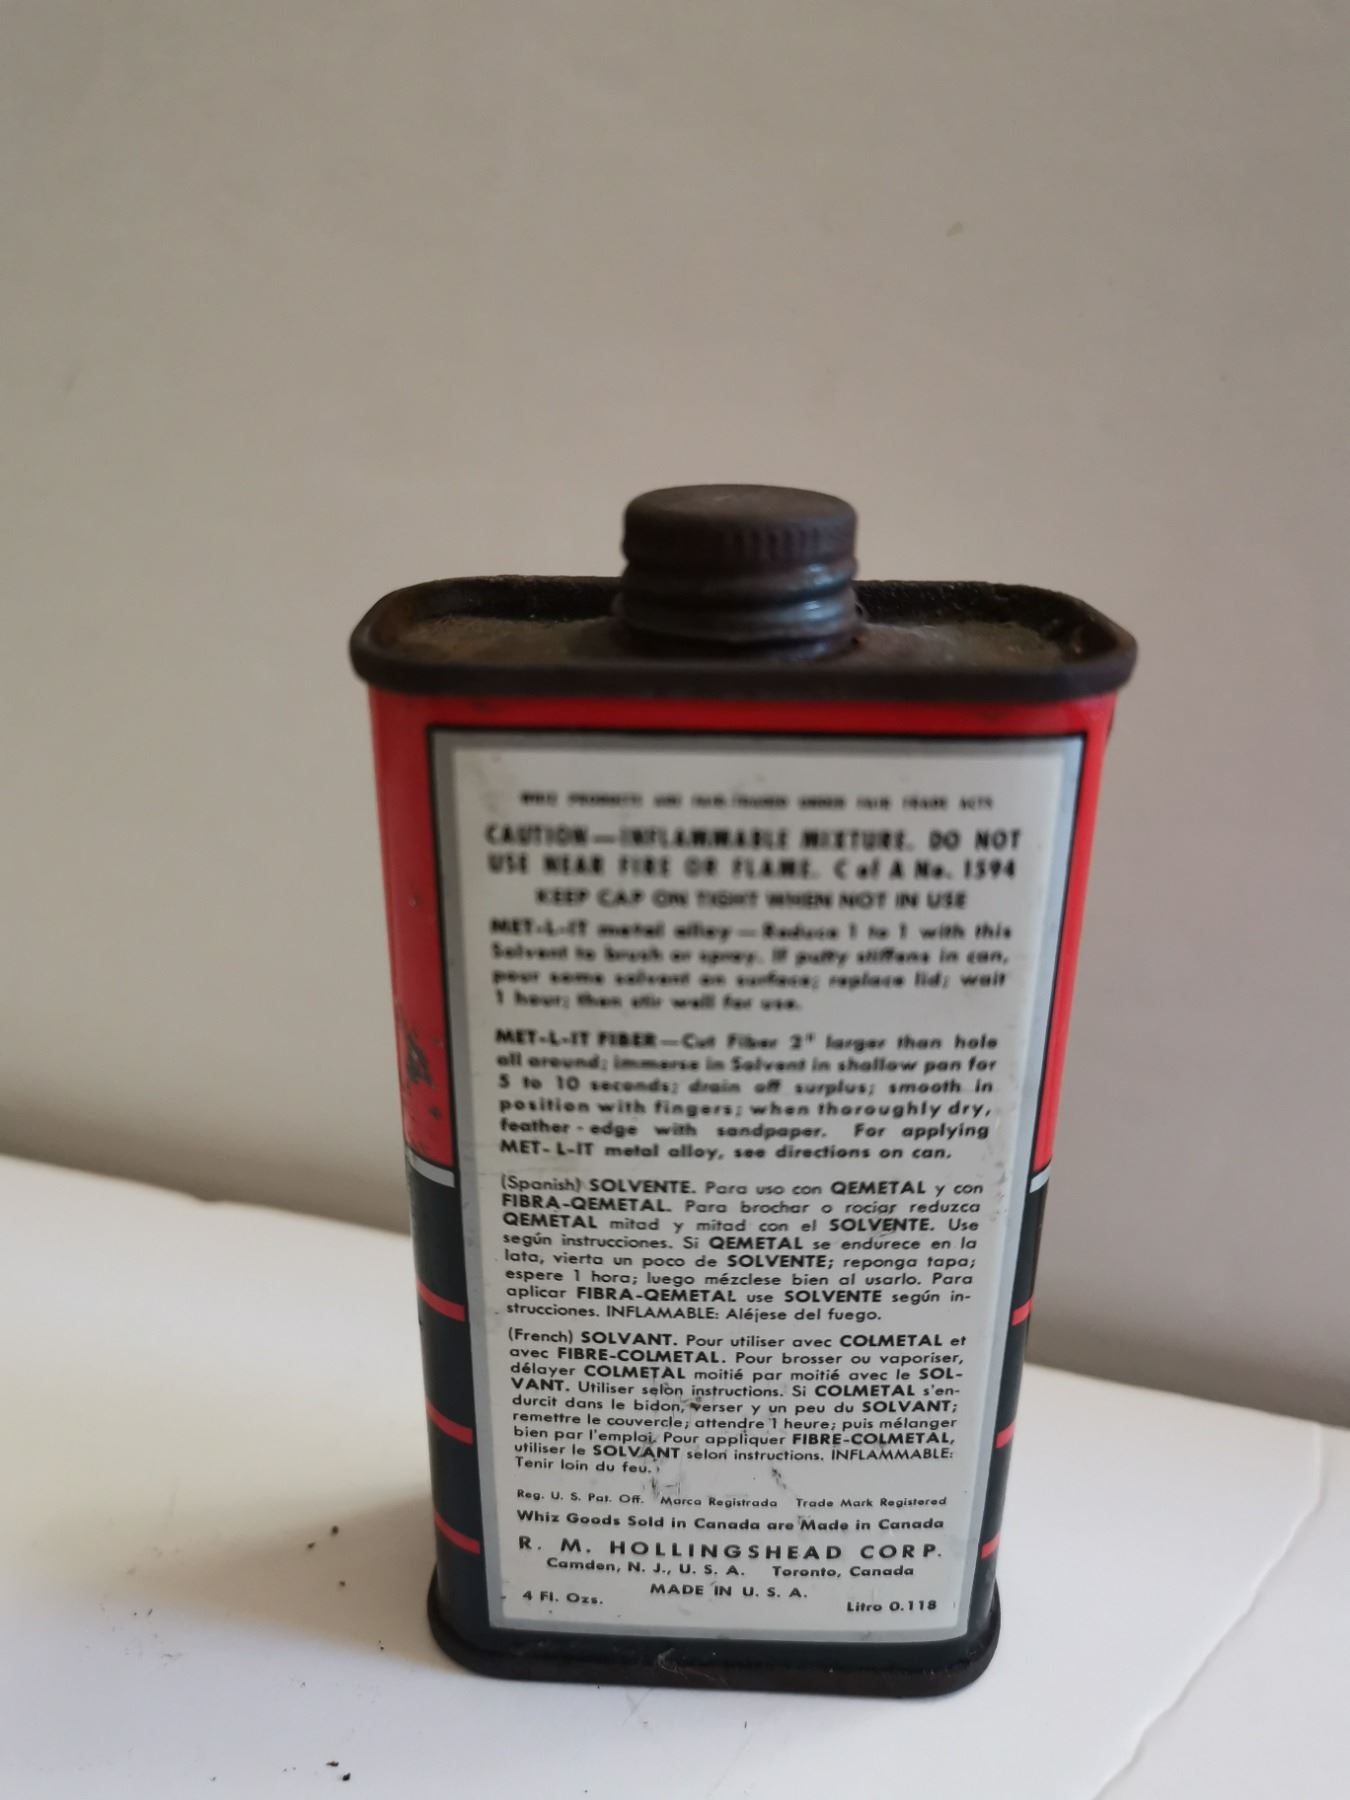 WHIZ PRODUCTS ARE FAIR-TRADED UNDER FAIR TRADE ACTS
CAUTION—INFLAMMABLE MIXTURE. DO NOT
USE NEAR FIRE OR FLAME. C of A No. 1594
KEEP CAP ON TIGHT WHEN NOT IN USE
MET-L-IT metal alloy—Reduce 1 to 1 with this
Solvent to brush or spray. If putty stiffens in can,
pour some solvent on surface; replace lid; wait
1 hour; then stir well for use.
MET-L-IT FIBER—Cut Fiber 2" larger than hole
all around; immerse in Solvent in shallow pan for
5 to 10 seconds; drain off surplus; smooth in
position with fingers; when thoroughly dry,
feather-edge with sandpaper. For applying
MET-L-IT metal alloy, see directions on can.
(Spanish) SOLVENTE. Para uso con QEMETAL y con
FIBRA-QEMETAL. Para brochar o rociar reduzca
QEMETAL mitad y mitad con el SOLVENTE. Use
según instrucciones. Si QEMETAL se endurece en la
lata, vierta un poco de SOLVENTE; reponga tapa;
espere 1 hora; luego mézclese bien al usarlo. Para
aplicar FIBRA-QEMETAL use SOLVENTE según in-
strucciones. INFLAMABLE: Aléjese del fuego.
(French) SOLVANT. Pour utiliser avec COLMETAL et
avec FIBRE-COLMETAL. Pour brosser ou vaporiser,
délayer COLMETAL moitié par moitié avec le SOL-
VANT. Utiliser selon instructions. Si COLMETAL s'en-
durcit dans le bidon, verser y un peu du SOLVANT;
remettre le couvercle; attendre 1 heure; puis mélanger
bien par l'emploi. Pour appliquer FIBRE-COLMETAL,
utiliser le SOLVANT selon instructions. INFLAMMABLE:
Tenir loin du feu.
Reg. U. S. Pat. Off. Marca Registrada Trade Mark Registered
Whiz Goods Sold in Canada are Made in Canada
R. M. HOLLINGSHEAD CORP.
Camden, N. J., U. S. A. Toronto, Canada
MADE IN U. S. A.
4 Fl. Ozs. Litro 0.118